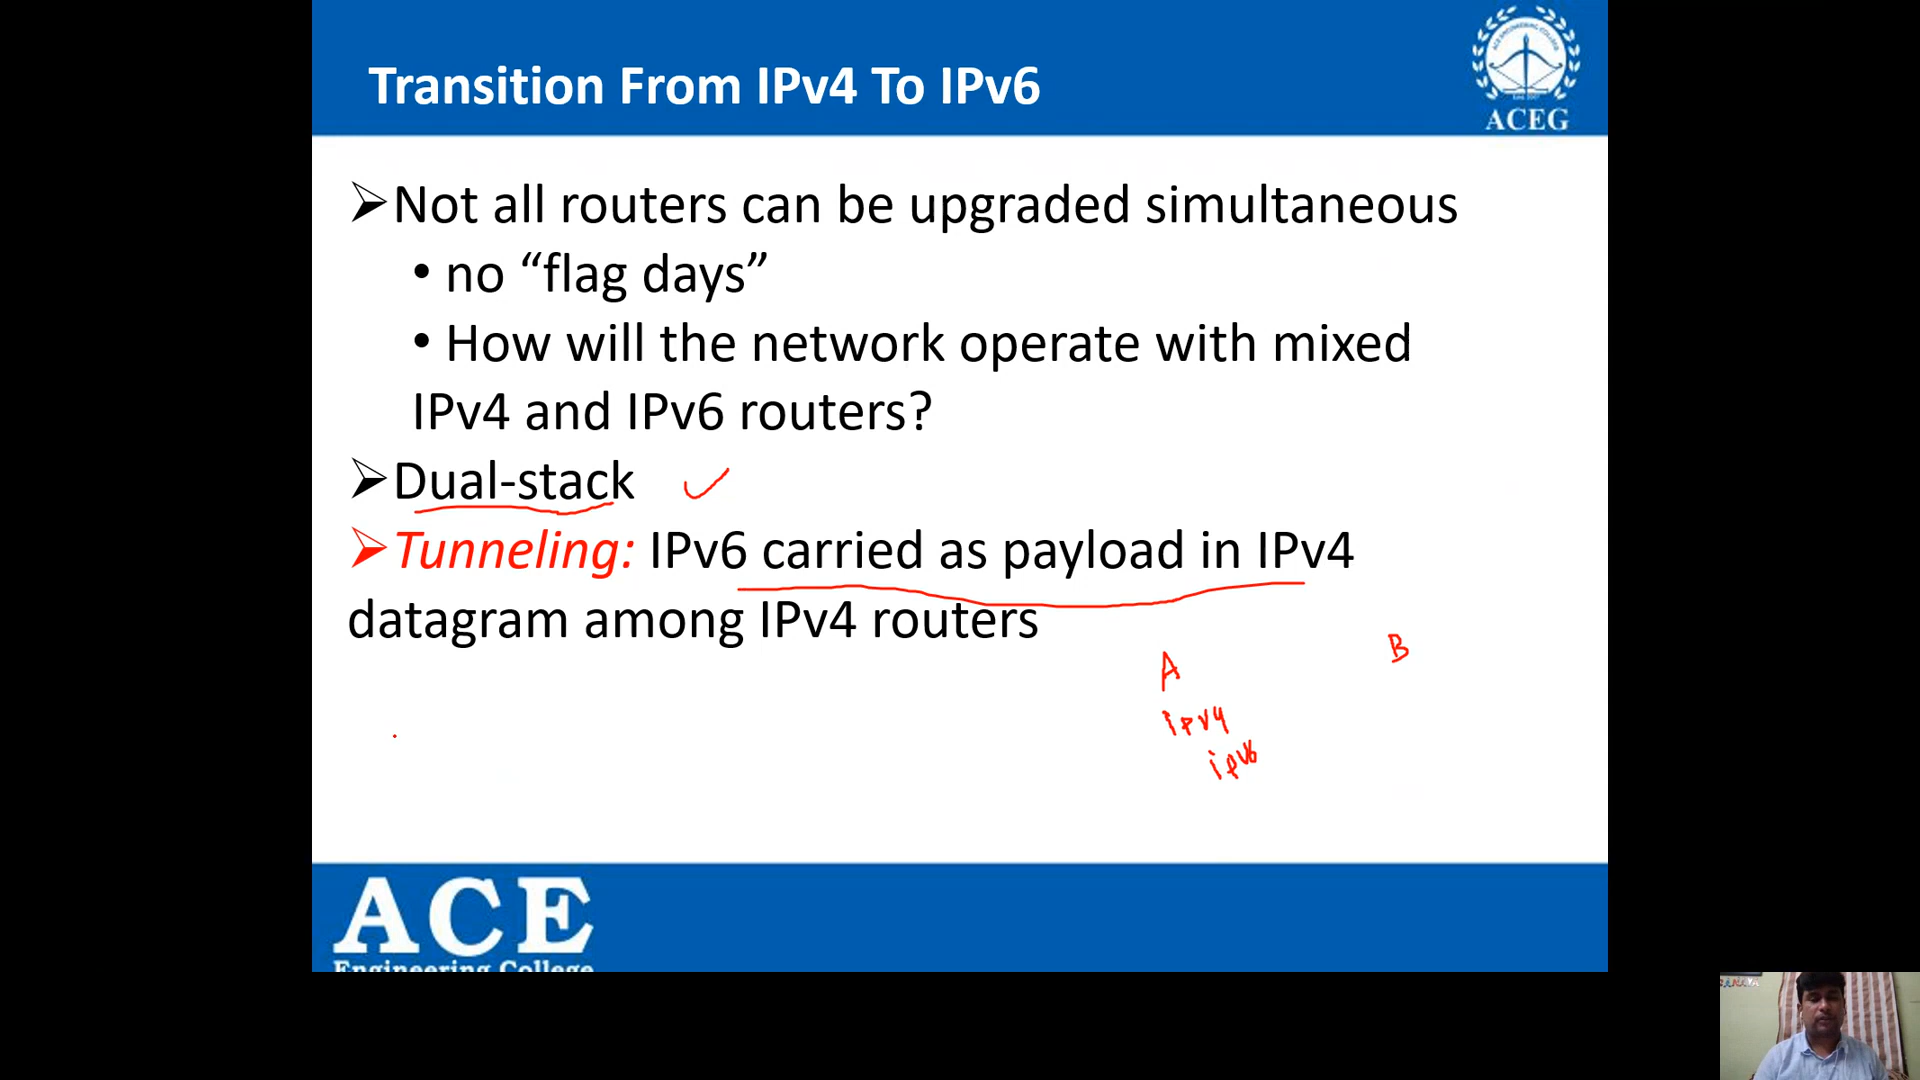 Transition From IPv4 To IPv6
ACEG
➢Not all routers can be upgraded simultaneous
• no “flag days”
• How will the network operate with mixed
IPv4 and IPv6 routers?
➢Dual-stack
➢Tunneling: IPv6 carried as payload in IPv4
datagram among IPv4 routers
A
B
ipv4
ipv6
ACE
Engineering College